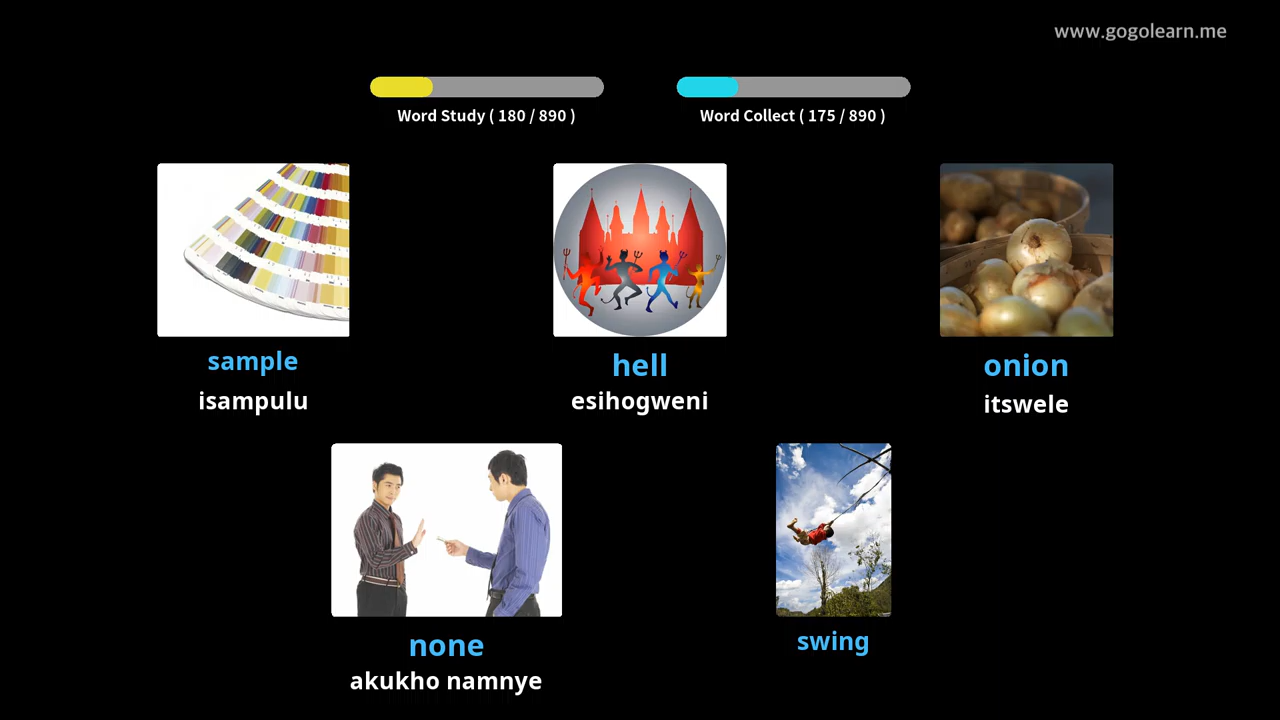 www.gogolearn.me
Word Study ( 180 / 890 )
Word Collect ( 175 / 890 )
sample
isampulu
hell
esihogweni
onion
itswele
none
akukho namnye
swing